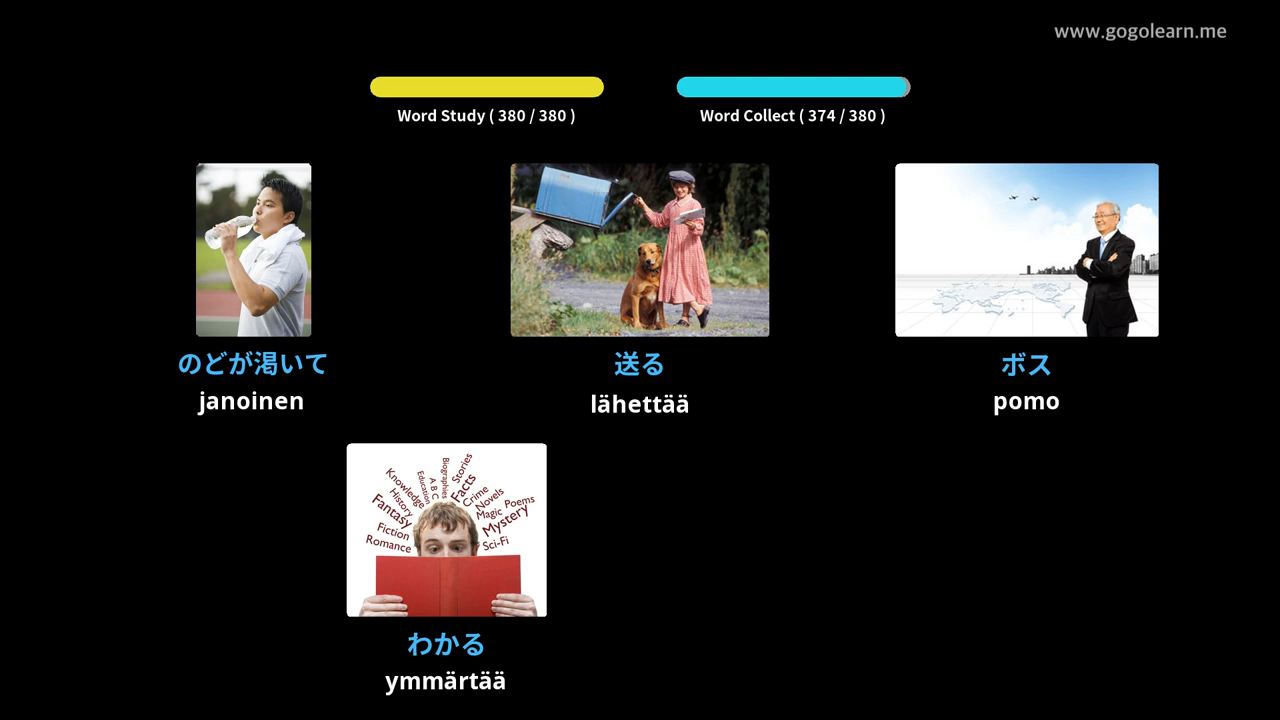 www.gogolearn.me
Word Study ( 380 / 380 )
Word Collect ( 374 / 380 )
のどが渇いて
janoinen
送る
lähettää
ボス
pomo
Knowledge
History
Fantasy
Fiction
Romance
Education
A B C
Biographies
Stories
Facts
Crime
Novels
Magic
Poems
Mystery
Sci-Fi
わかる
ymmärtää